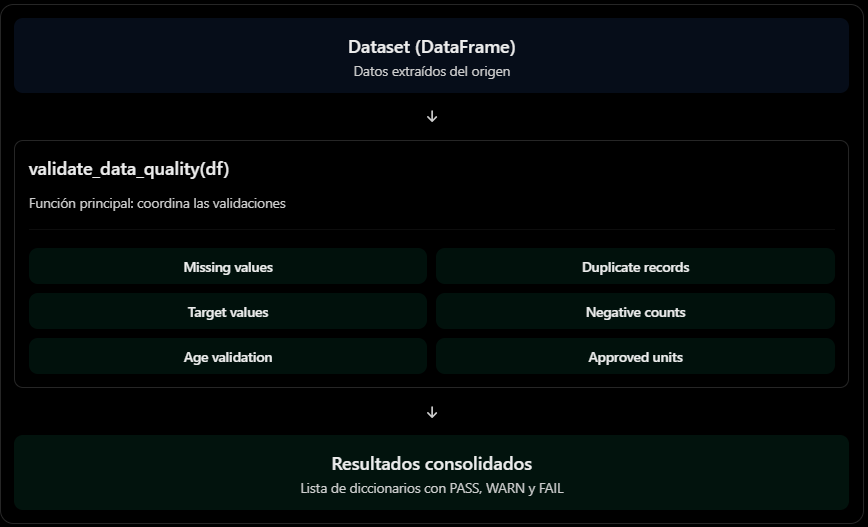 Dataset (DataFrame)
Datos extraídos del origen
↓
validate_data_quality(df)
Función principal: coordina las validaciones
Missing values
Duplicate records
Target values
Negative counts
Age validation
Approved units
↓
Resultados consolidados
Lista de diccionarios con PASS, WARN y FAIL